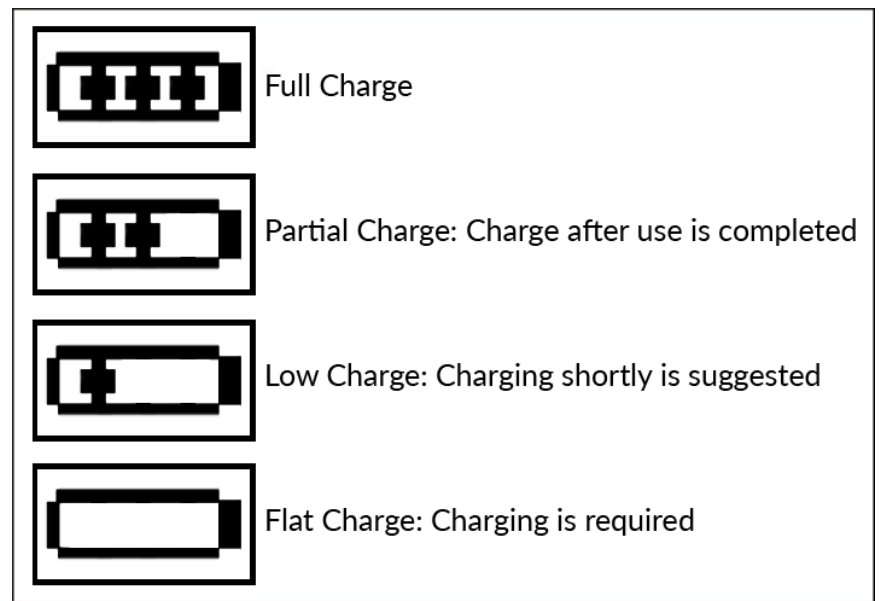 Full Charge
Partial Charge: Charge after use is completed
Low Charge: Charging shortly is suggested
Flat Charge: Charging is required